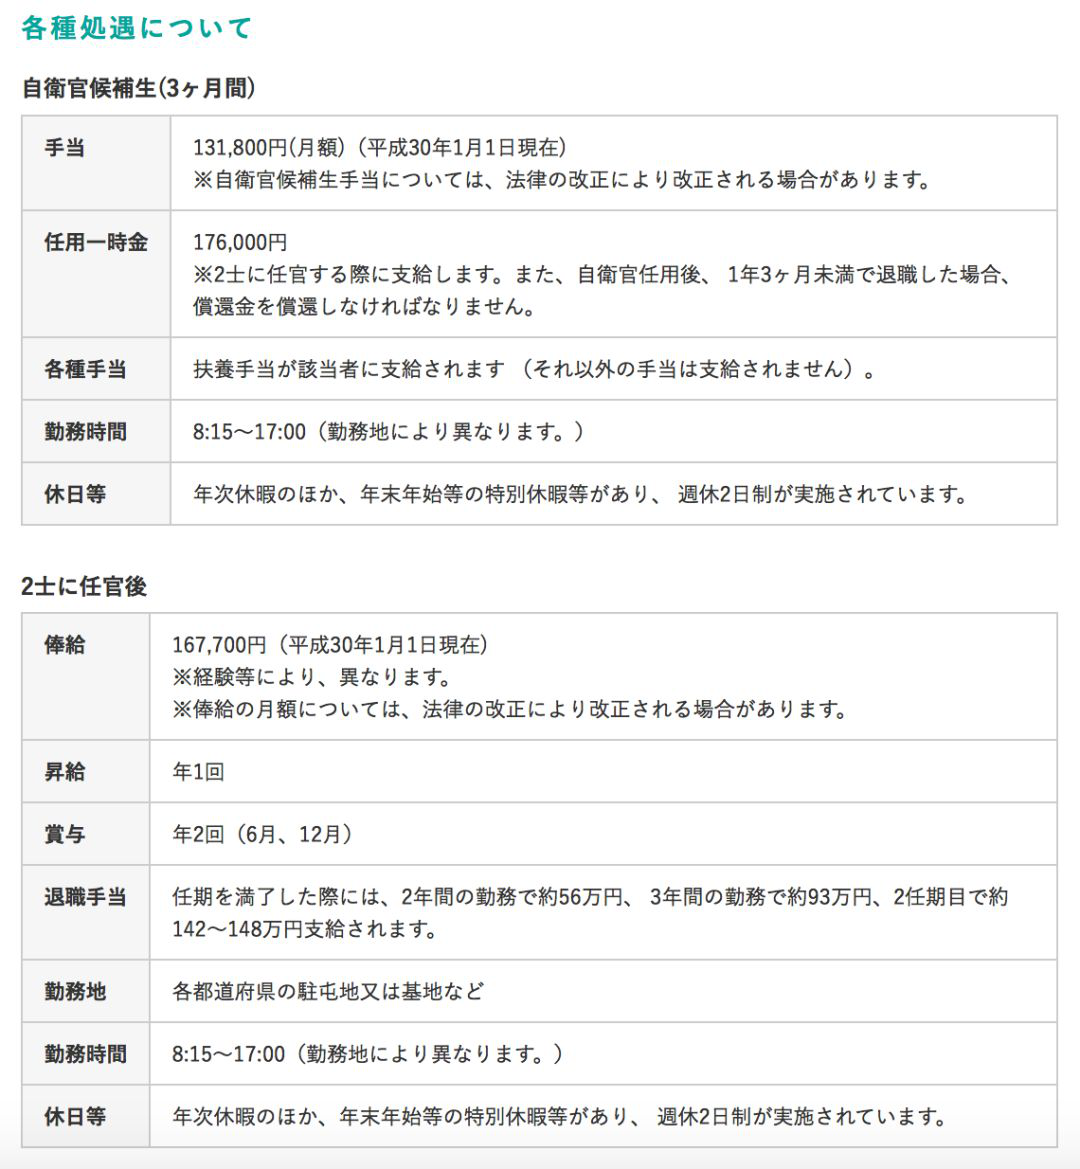 各種処遇について
自衛官候補生(3ヶ月間)
手当
131,800円(月額)（平成30年1月1日現在）
※自衛官候補生手当については、法律の改正により改正される場合があります。
任用一時金
176,000円
※2士に任官する際に支給します。また、自衛官任用後、 1年3ヶ月未満で退職した場合、
償還金を償還しなければなりません。
各種手当
扶養手当が該当者に支給されます （それ以外の手当は支給されません）。
勤務時間
8:15〜17:00（勤務地により異なります。）
休日等
年次休暇のほか、年末年始等の特別休暇等があり、 週休2日制が実施されています。
2士に任官後
俸給
167,700円（平成30年1月1日現在）
※経験等により、異なります。
※俸給の月額については、法律の改正により改正される場合があります。
昇給
年1回
賞与
年2回（6月、12月）
退職手当
任期を満了した際には、2年間の勤務で約56万円、 3年間の勤務で約93万円、2任期目で約
142〜148万円支給されます。
勤務地
各都道府県の駐屯地又は基地など
勤務時間
8:15〜17:00（勤務地により異なります。）
休日等
年次休暇のほか、年末年始等の特別休暇等があり、 週休2日制が実施されています。